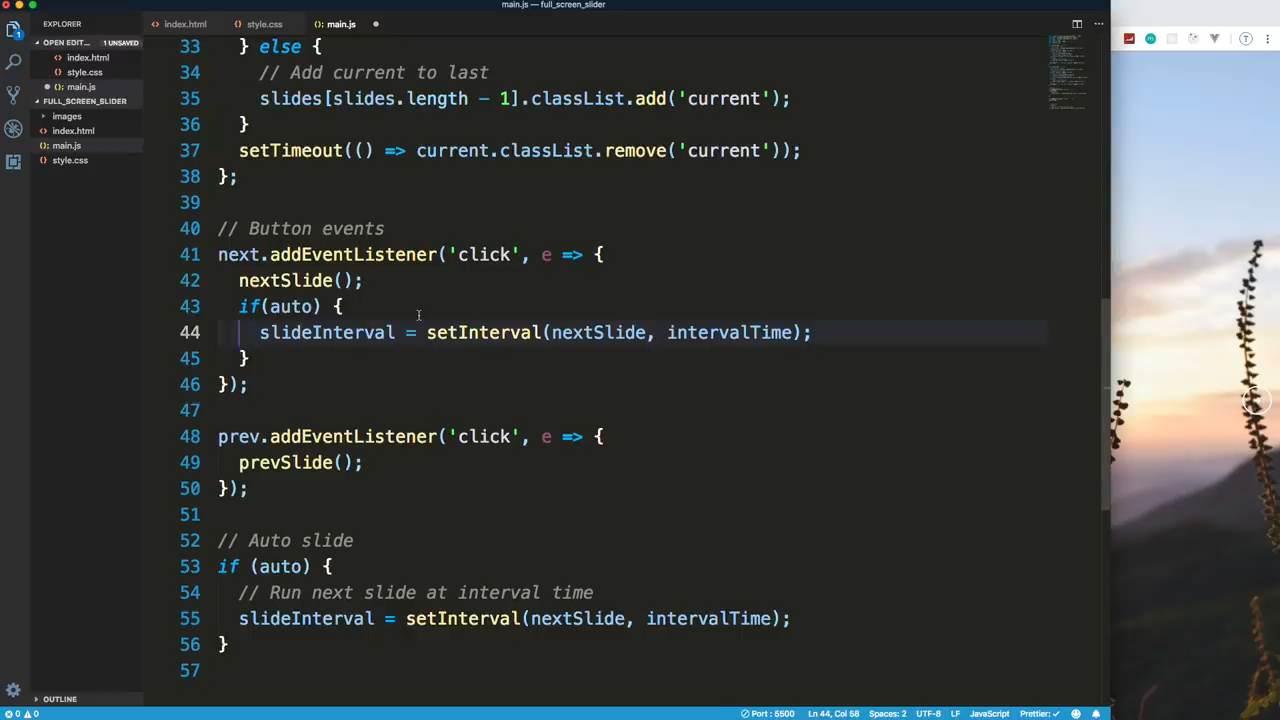 main.js — full_screen_slider
EXPLORER
OPEN EDIT... 1 UNSAVED
index.html
style.css
main.js
FULL_SCREEN_SLIDER
images
index.html
main.js
style.css
OUTLINE
index.html style.css main.js
33 } else {
34 // Add current to last
35 slides[slides.length - 1].classList.add('current');
36 }
37 setTimeout(() => current.classList.remove('current'));
38 };
39
40 // Button events
41 next.addEventListener('click', e => {
42 nextSlide();
43 if(auto) {
44 slideInterval = setInterval(nextSlide, intervalTime);
45 }
46 });
47
48 prev.addEventListener('click', e => {
49 prevSlide();
50 });
51
52 // Auto slide
53 if (auto) {
54 // Run next slide at interval time
55 slideInterval = setInterval(nextSlide, intervalTime);
56 }
57
0 0 Port : 5500 Ln 44, Col 58 Spaces: 2 UTF-8 LF JavaScript Prettier: ✓